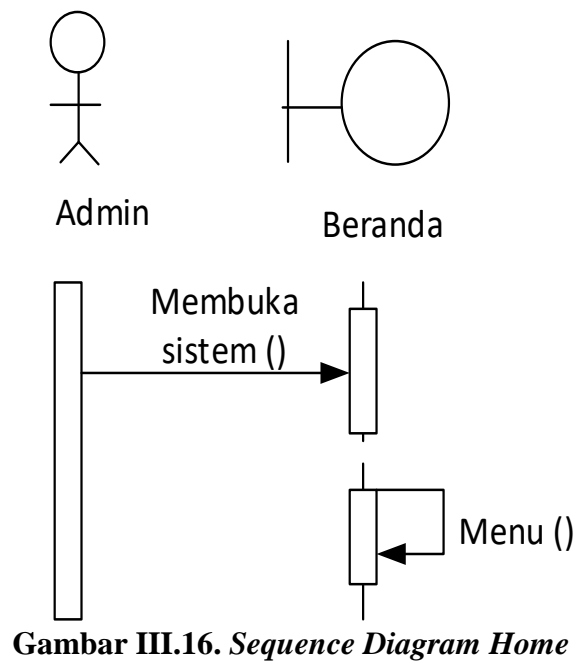 Admin
Beranda
Membuka
sistem ()
Menu ()
Gambar III.16. Sequence Diagram Home